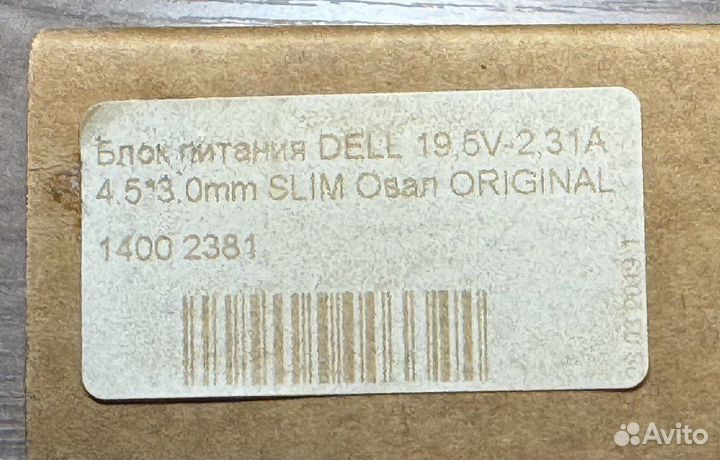 Блок питания DELL 19,5V-2,31A
4.5*3.0mm SLIM Овал ORIGINAL
1400 2381
Avito